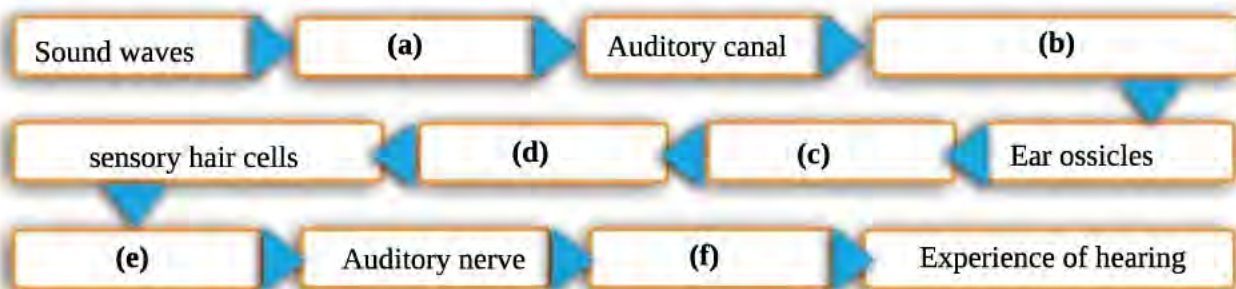 Sound waves
(a)
Auditory canal
(b)
Ear ossicles
(c)
(d)
sensory hair cells
(e)
Auditory nerve
(f)
Experience of hearing